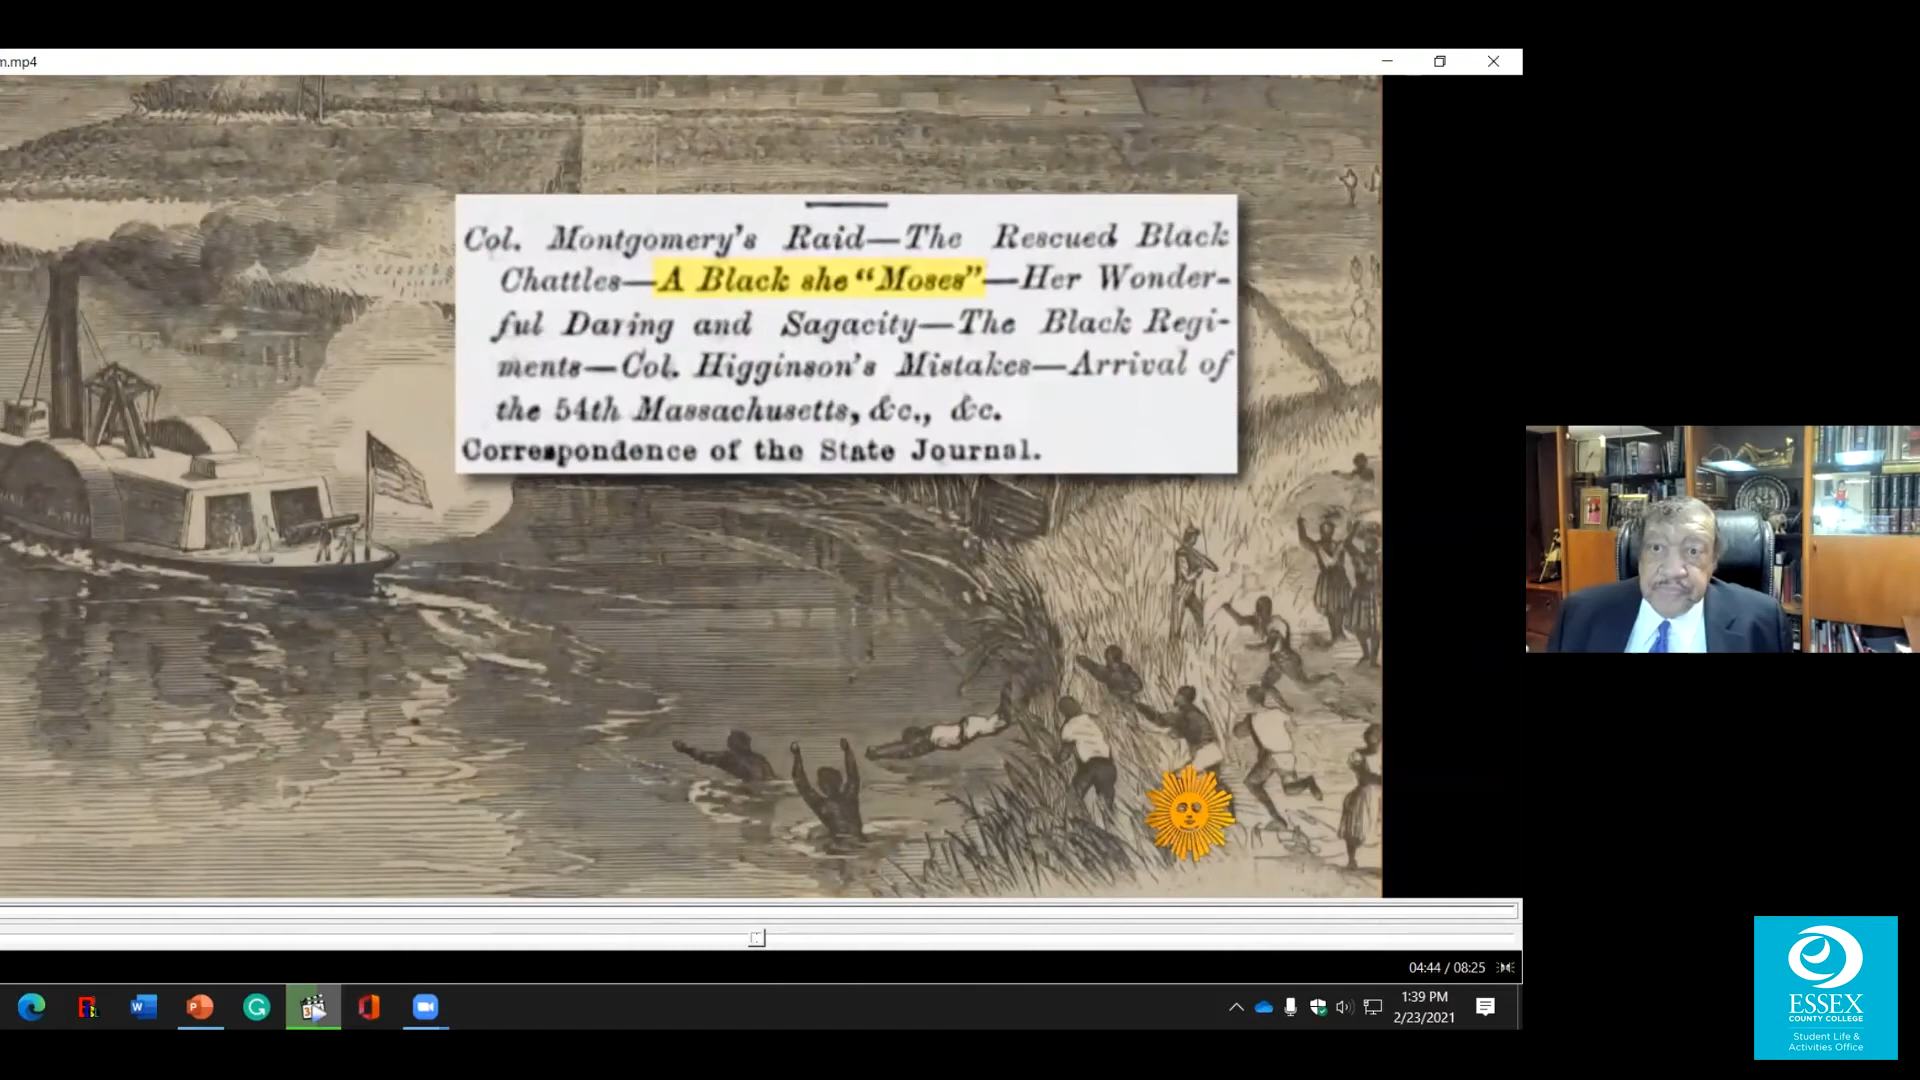 m.mp4
Col. Montgomery's Raid—The Rescued Black
Chattles—A Black she "Moses"—Her Wonder-
ful Daring and Sagacity—The Black Regi-
ments—Col. Higginson's Mistakes—Arrival of
the 54th Massachusetts, &c., &c.
Correspondence of the State Journal.
04:44 / 08:25
1:39 PM
2/23/2021
ESSEX
COUNTY COLLEGE
Student Life &
Activities Office